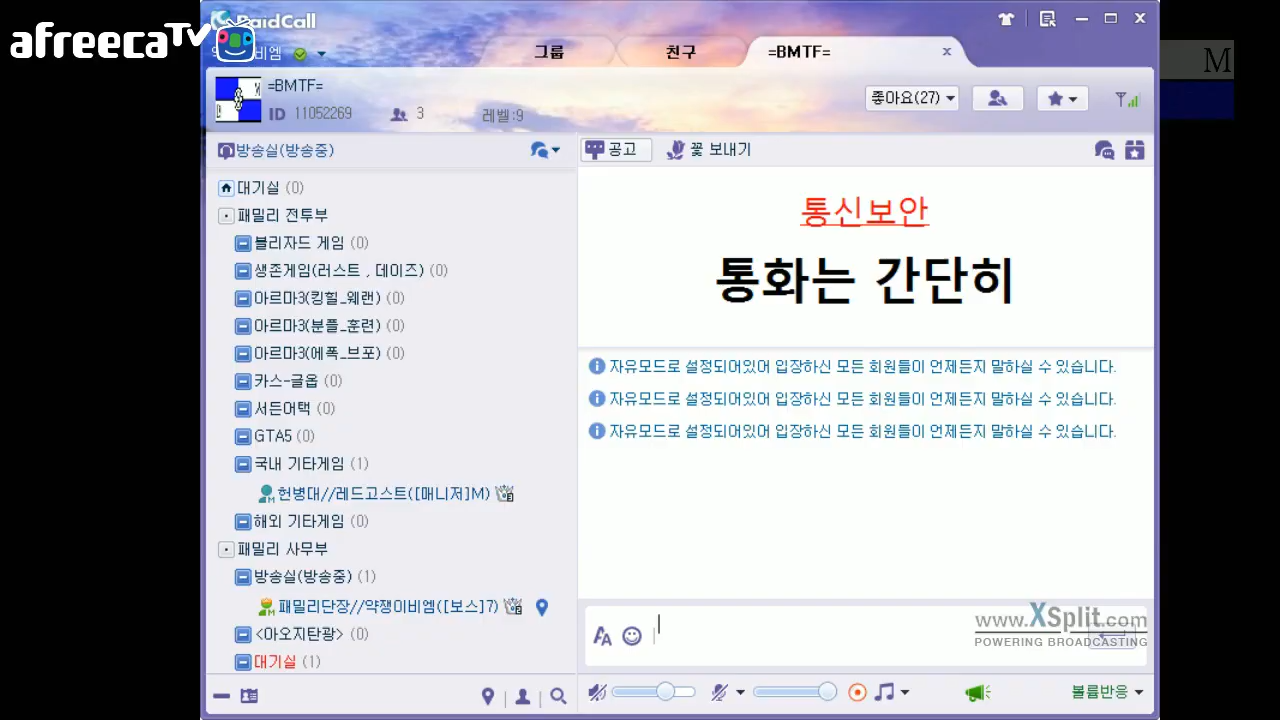 afreecaTV
RaidCall
M
비엠
그룹
친구
=BMTF=
=BMTF=
ID 11052269
3
레벨:9
좋아요(27)
방송실(방송중)
공고
꽃 보내기
대기실 (0)
패밀리 전투부
블리자드 게임 (0)
생존게임(러스트 , 데이즈) (0)
아르마3(킹힐_웨랜) (0)
아르마3(분플_훈련) (0)
아르마3(에폭_브포) (0)
카스-글옵 (0)
서든어택 (0)
GTA5 (0)
국내 기타게임 (1)
헌병대//레드고스트([매니저]M)
해외 기타게임 (0)
패밀리 사무부
방송실(방송중) (1)
패밀리단장//약쟁이비엠([보스]7)
<아오지탄광> (0)
대기실 (1)
통신보안
통화는 간단히
자유모드로 설정되어있어 입장하신 모든 회원들이 언제든지 말하실 수 있습니다.
자유모드로 설정되어있어 입장하신 모든 회원들이 언제든지 말하실 수 있습니다.
자유모드로 설정되어있어 입장하신 모든 회원들이 언제든지 말하실 수 있습니다.
www.XSplit.com
POWERING BROADCASTING
볼륨반응